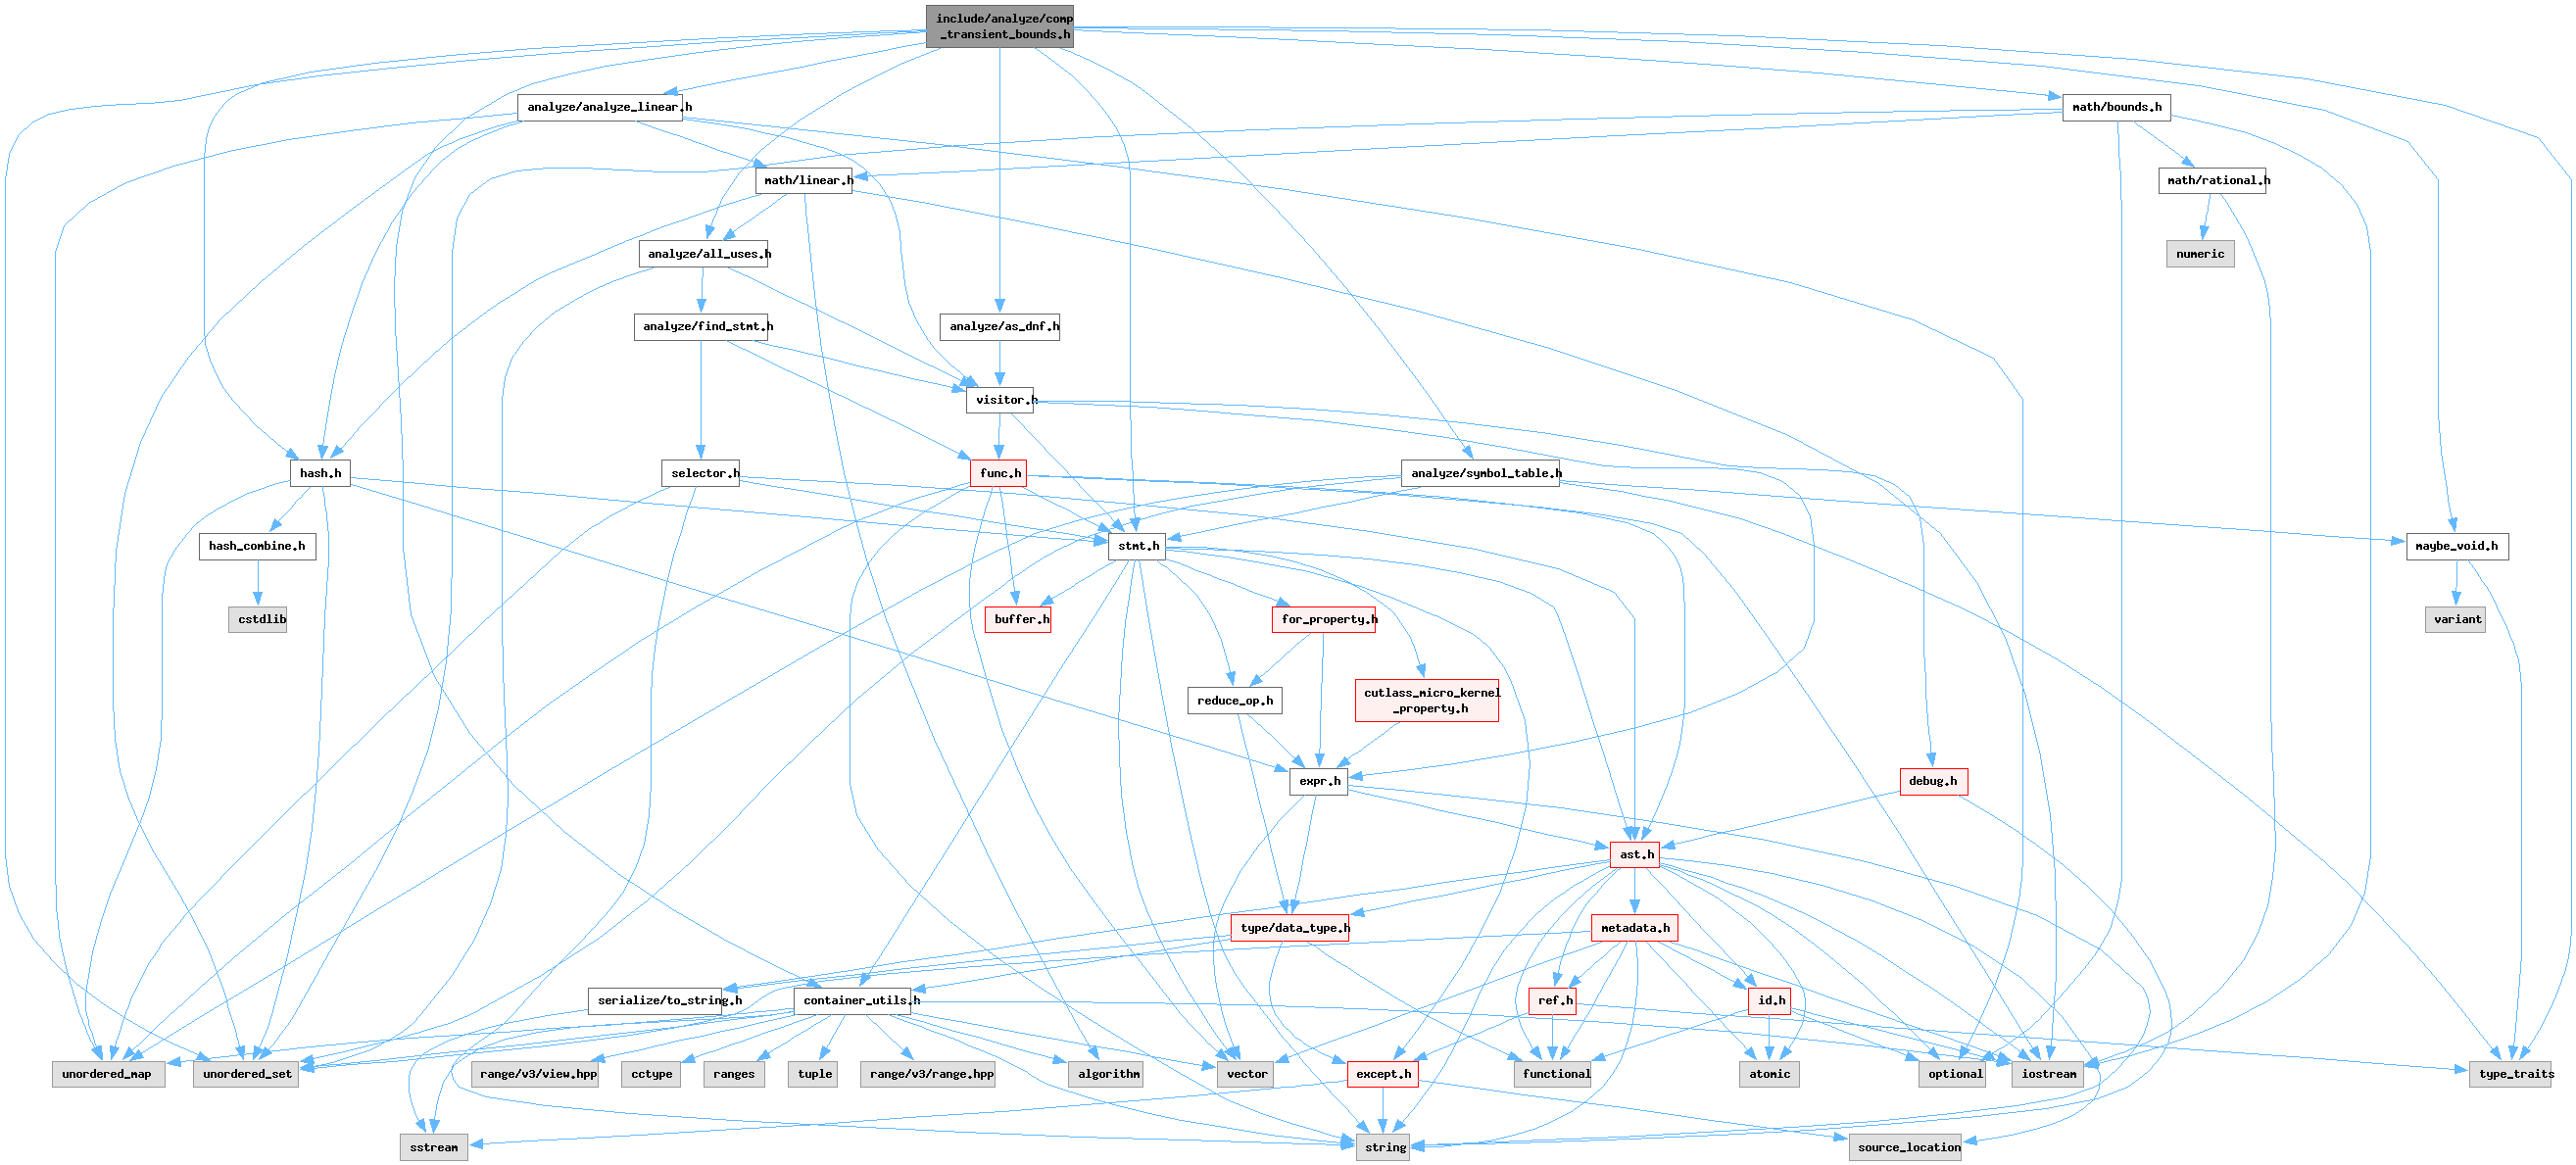 include/analyze/comp
_transient_bounds.h
analyze/analyze_linear.h
math/bounds.h
math/linear.h
math/rational.h
analyze/all_uses.h
numeric
analyze/find_stmt.h
analyze/as_dnf.h
visitor.h
hash.h
selector.h
func.h
analyze/symbol_table.h
hash_combine.h
stmt.h
maybe_void.h
cstdlib
buffer.h
for_property.h
variant
reduce_op.h
cutlass_micro_kernel
_property.h
expr.h
debug.h
ast.h
type/data_type.h
metadata.h
serialize/to_string.h
container_utils.h
ref.h
id.h
unordered_map
unordered_set
range/v3/view.hpp
cctype
ranges
tuple
range/v3/range.hpp
algorithm
vector
except.h
functional
atomic
optional
iostream
type_traits
sstream
string
source_location